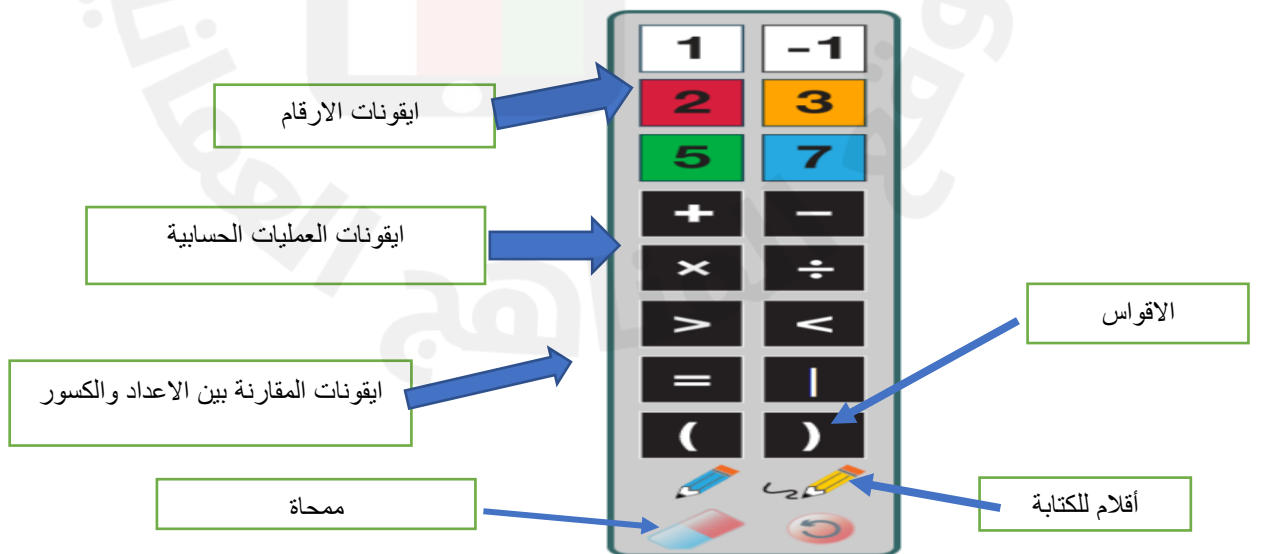 1 -1
2 3
5 7
+ −
× ÷
> <
= |
( )
ايقونات الارقام
ايقونات العمليات الحسابية
ايقونات المقارنة بين الاعداد والكسور
ممحاة
الاقواس
أقلام للكتابة